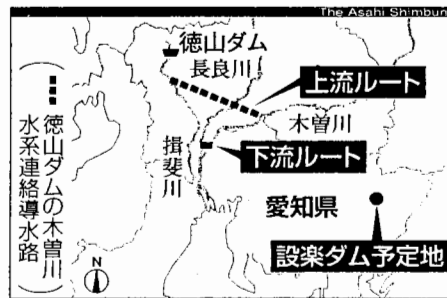 The Asahi Shimbun
徳山ダム
長良川
上流ルート
木曽川
揖斐川
下流ルート
愛知県
設楽ダム予定地
徳山ダムの木曽川
水系連絡導水路
N